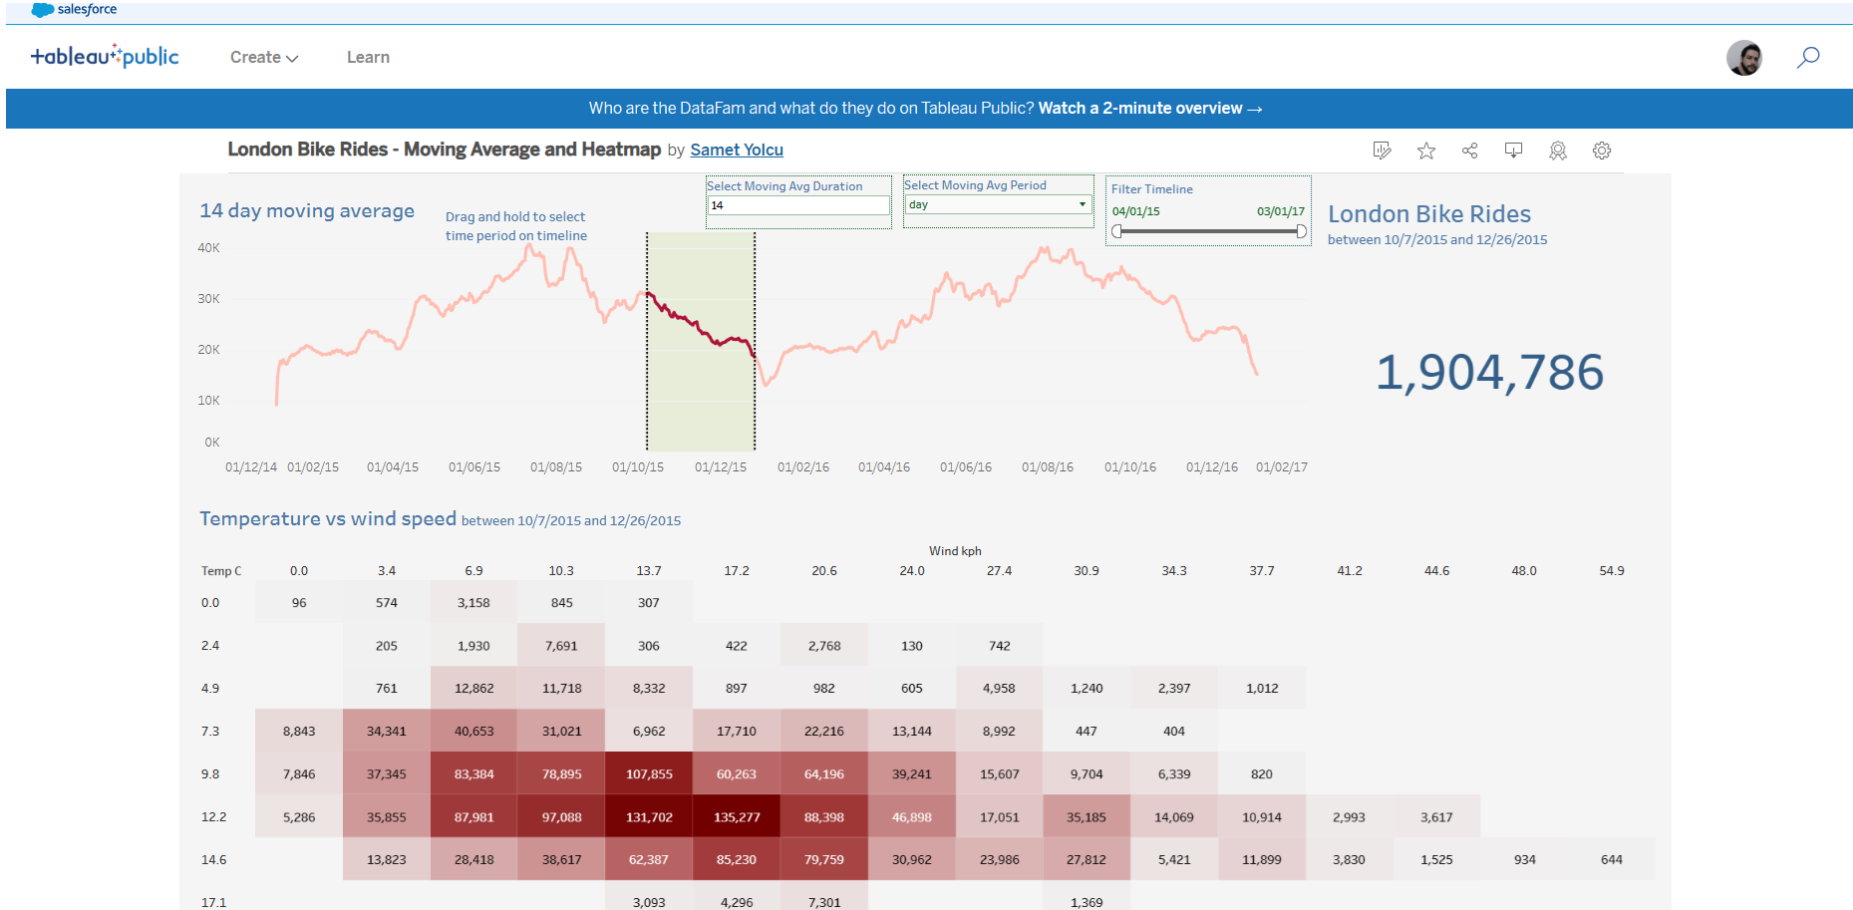 salesforce
+ableau public
Create
Learn
Who are the DataFam and what do they do on Tableau Public? Watch a 2-minute overview →
London Bike Rides - Moving Average and Heatmap by Samet Yolcu
14 day moving average
Drag and hold to select
time period on timeline
Select Moving Avg Duration
14
Select Moving Avg Period
day
Filter Timeline
04/01/15 03/01/17
London Bike Rides
between 10/7/2015 and 12/26/2015
40K
30K
20K
10K
0K
1,904,786
01/12/14 01/02/15 01/04/15 01/06/15 01/08/15 01/10/15 01/12/15 01/02/16 01/04/16 01/06/16 01/08/16 01/10/16 01/12/16 01/02/17
Temperature vs wind speed between 10/7/2015 and 12/26/2015
Wind kph
Temp C 0.0 3.4 6.9 10.3 13.7 17.2 20.6 24.0 27.4 30.9 34.3 37.7 41.2 44.6 48.0 54.9
0.0 96 574 3,158 845 307
2.4 205 1,930 7,691 306 422 2,768 130 742
4.9 761 12,862 11,718 8,332 897 982 605 4,958 1,240 2,397 1,012
7.3 8,843 34,341 40,653 31,021 6,962 17,710 22,216 13,144 8,992 447 404
9.8 7,846 37,345 83,384 78,895 107,855 60,263 64,196 39,241 15,607 9,704 6,339 820
12.2 5,286 35,855 87,981 97,088 131,702 135,277 88,398 46,898 17,051 35,185 14,069 10,914 2,993 3,617
14.6 13,823 28,418 38,617 62,387 85,230 79,759 30,962 23,986 27,812 5,421 11,899 3,830 1,525 934 644
17.1 3,093 4,296 7,301 1,369